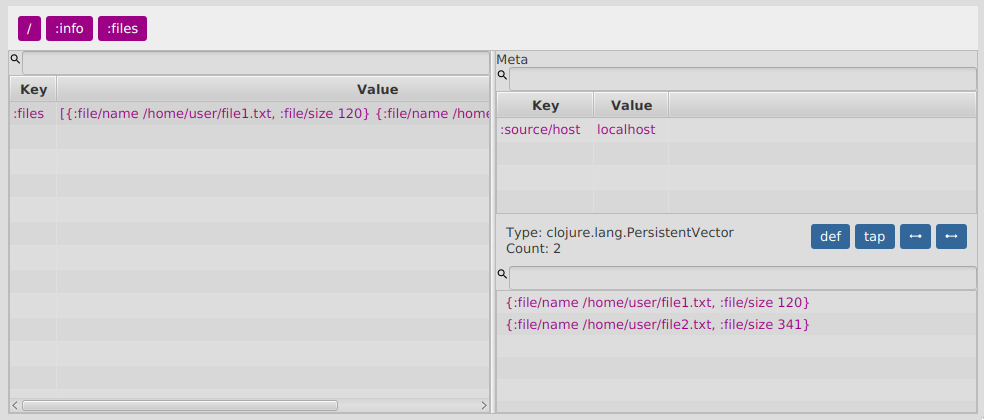 / :info :files
Key Value
:files [{:file/name /home/user/file1.txt, :file/size 120} {:file/name /home
Meta
Key Value
:source/host localhost
Type: clojure.lang.PersistentVector
Count: 2
def tap
{:file/name /home/user/file1.txt, :file/size 120}
{:file/name /home/user/file2.txt, :file/size 341}